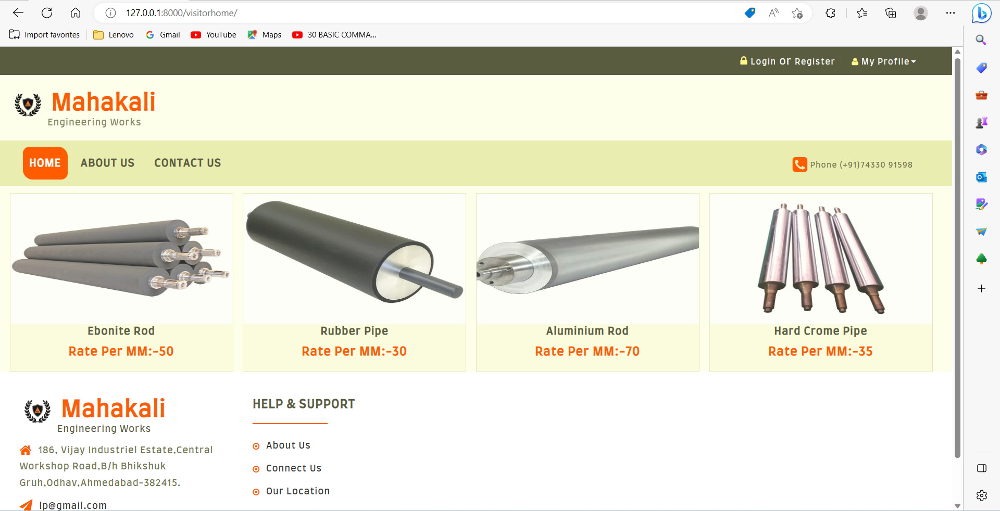 127.0.0.1:8000/visitorhome/
Import favorites Lenovo Gmail YouTube Maps 30 BASIC COMMA...
Login or Register My Profile
Mahakali
Engineering Works
HOME ABOUT US CONTACT US Phone (+91)74330 91598
Ebonite Rod Rubber Pipe Aluminium Rod Hard Crome Pipe
Rate Per MM:-50 Rate Per MM:-30 Rate Per MM:-70 Rate Per MM:-35
Mahakali
Engineering Works
186, Vijay Industriel Estate,Central
Workshop Road,B/h Bhikshuk
Gruh,Odhav,Ahmedabad-382415.
lp@gmail.com
HELP & SUPPORT
About Us
Connect Us
Our Location